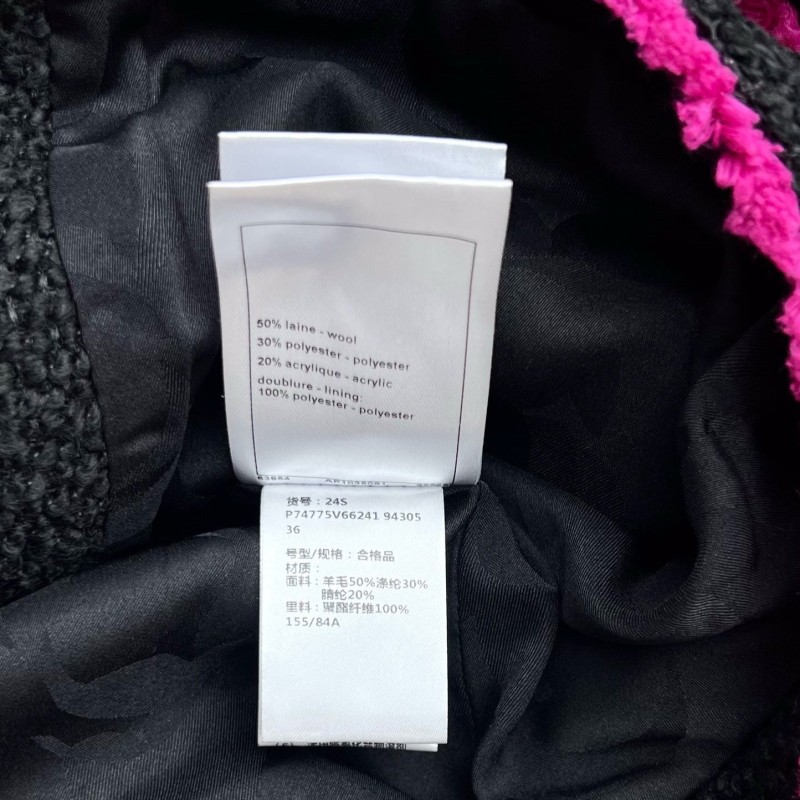 50% laine - wool
30% polyester - polyester
20% acrylique - acrylic
doublure - lining:
100% polyester - polyester
货号：24S
P74775V66241 94305
36
号型/规格：合格品
材质：
面料：羊毛50%涤纶30%
腈纶20%
里料：聚酯纤维100%
155/84A